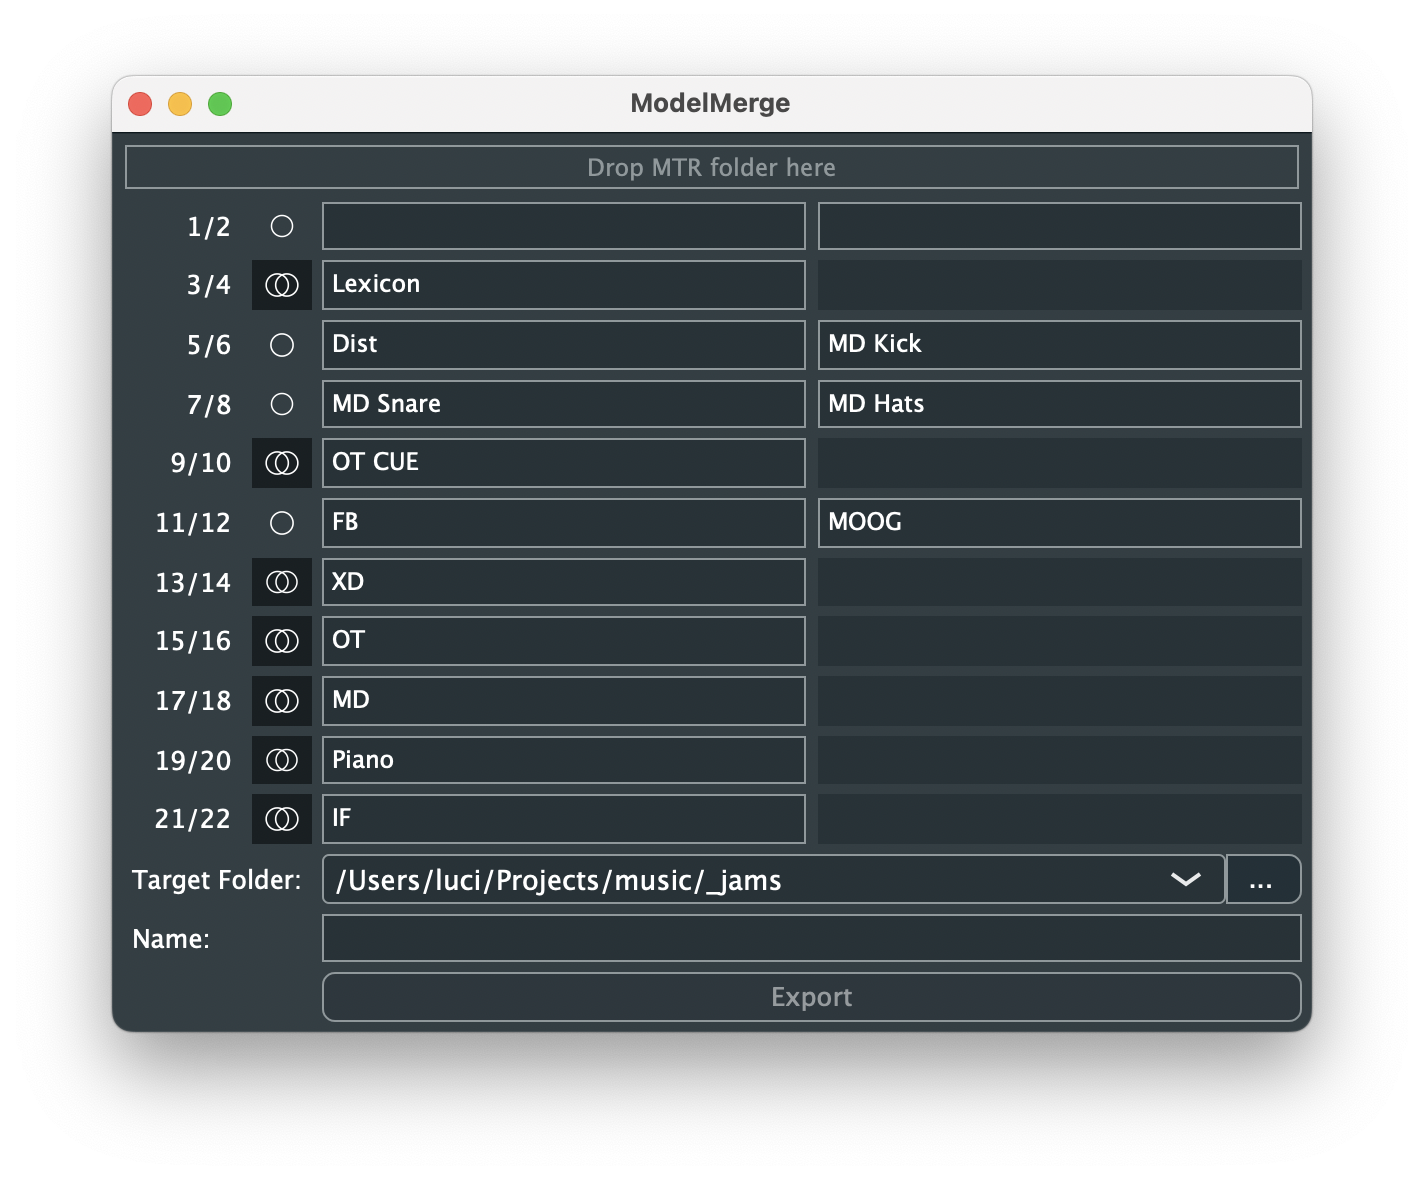 ModelMerge
Drop MTR folder here
1/2
3/4 Lexicon
5/6 Dist MD Kick
7/8 MD Snare MD Hats
9/10 OT CUE
11/12 FB MOOG
13/14 XD
15/16 OT
17/18 MD
19/20 Piano
21/22 IF
Target Folder: /Users/luci/Projects/music/_jams ...
Name:
Export